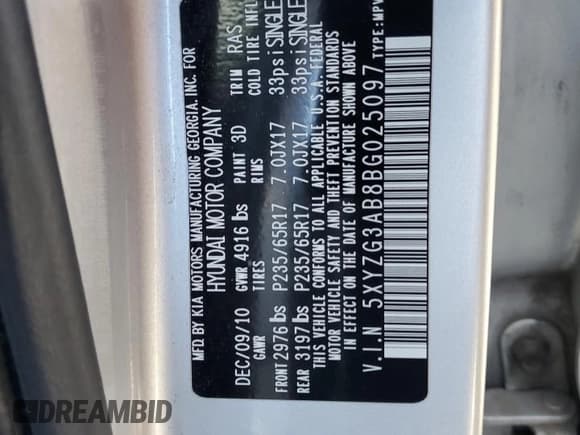 MFD BY KIA MOTORS MANUFACTURING GEORGIA. INC. FOR
HYUNDAI MOTOR COMPANY
DEC/09/10 GVWR 4916 lbs PAINT 3D TRIM RAS
GAWR TIRES RIMS COLD TIRE INFL
FRONT 2976 lbs P235/65R17 7.0JX17 33psi SINGLE
REAR 3197 lbs P235/65R17 7.0JX17 33psi SINGLE
THIS VEHICLE CONFORMS TO ALL APPLICABLE U.S.A. FEDERAL
MOTOR VEHICLE SAFETY AND THEFT PREVENTION STANDARDS
IN EFFECT ON THE DATE OF MANUFACTURE SHOWN ABOVE
V.I.N 5XYZG3AB8BG025097 TYPE:MPV
DREAMBID